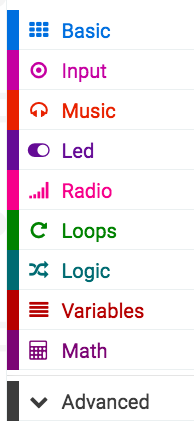 Basic
Input
Music
Led
Radio
Loops
Logic
Variables
Math
Advanced